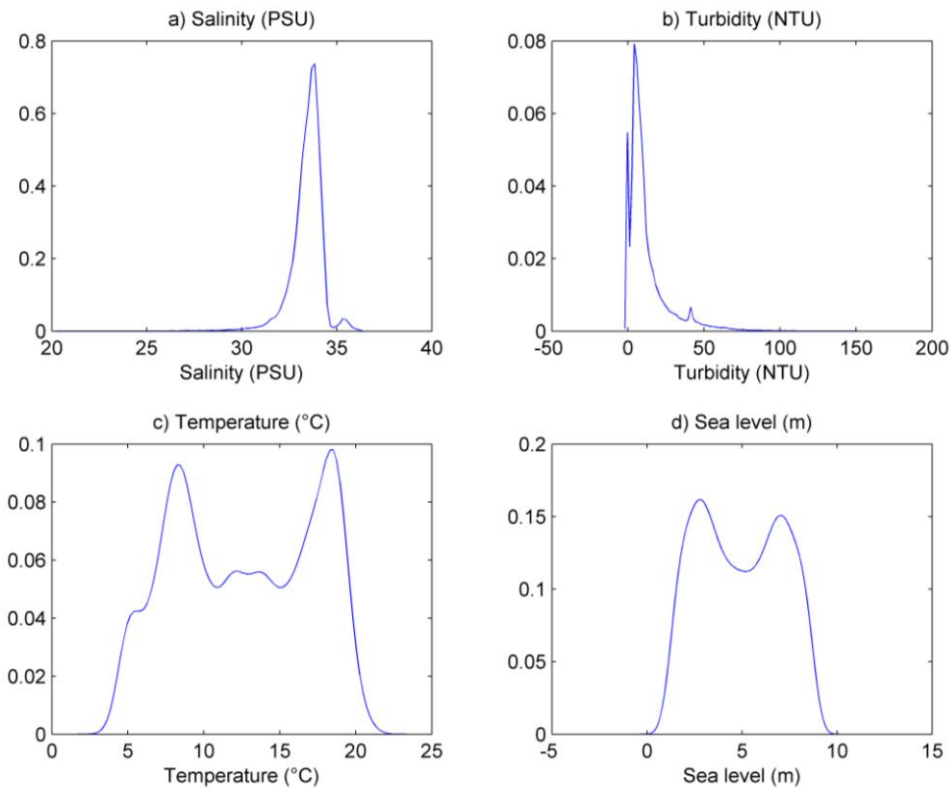 a) Salinity (PSU)
0.8
0.6
0.4
0.2
0
20 25 30 35 40
Salinity (PSU)
b) Turbidity (NTU)
0.08
0.06
0.04
0.02
0
-50 0 50 100 150 200
Turbidity (NTU)
c) Temperature (°C)
0.1
0.08
0.06
0.04
0.02
0
0 5 10 15 20 25
Temperature (°C)
d) Sea level (m)
0.2
0.15
0.1
0.05
0
-5 0 5 10 15
Sea level (m)